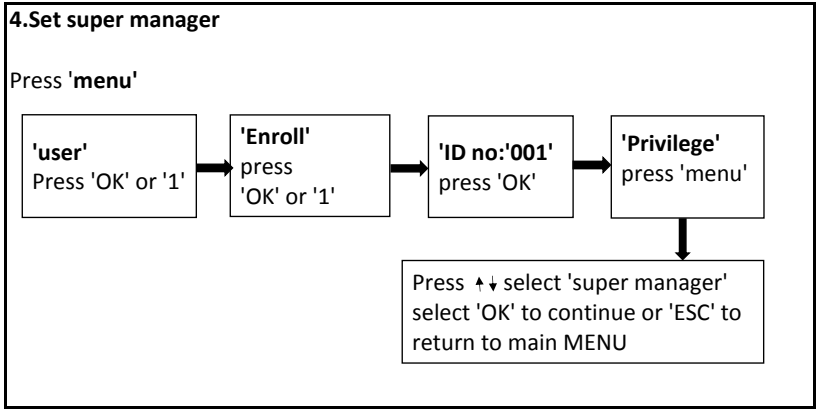 4.Set super manager
Press 'menu'
'user'
Press 'OK' or '1'
'Enroll'
press
'OK' or '1'
'ID no:'001'
press 'OK'
'Privilege'
press 'menu'
Press ↑↓ select 'super manager'
select 'OK' to continue or 'ESC' to
return to main MENU